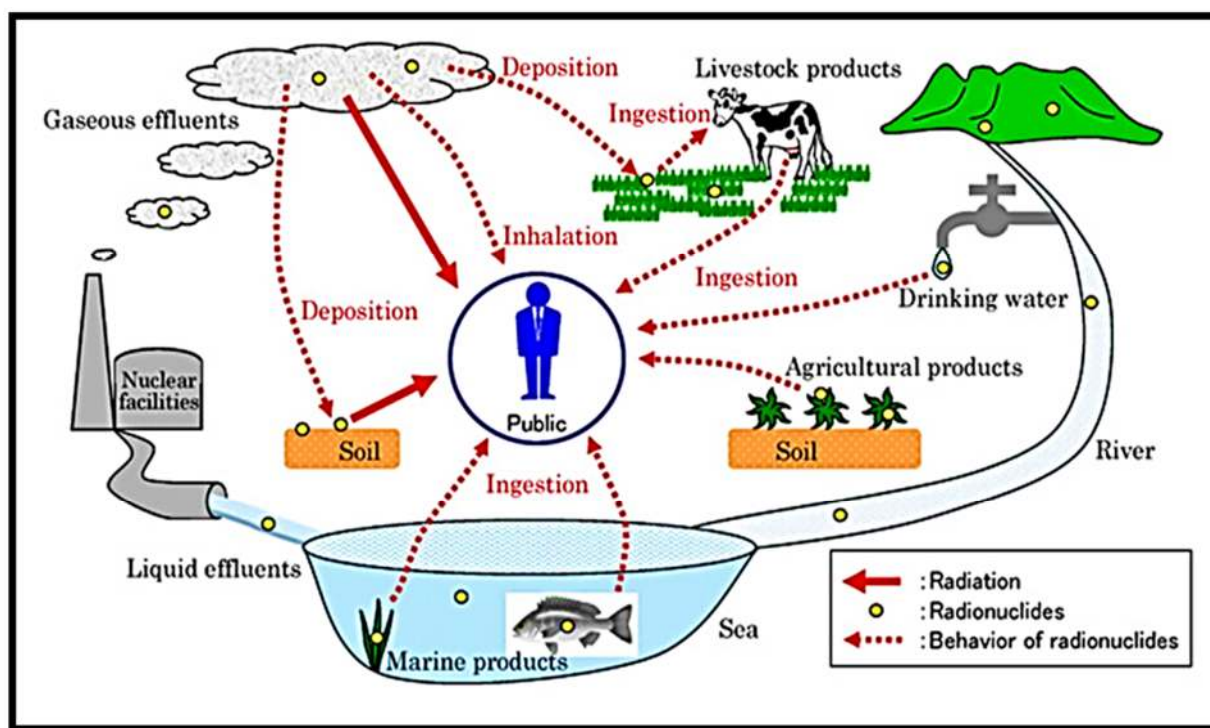 Deposition
Livestock products
Ingestion
Gaseous effluents
Inhalation
Ingestion
Drinking water
Deposition
Agricultural products
Nuclear
facilities
Public
Soil
Soil
River
Ingestion
Liquid effluents
Sea
Marine products
:Radiation
:Radionuclides
:Behavior of radionuclides